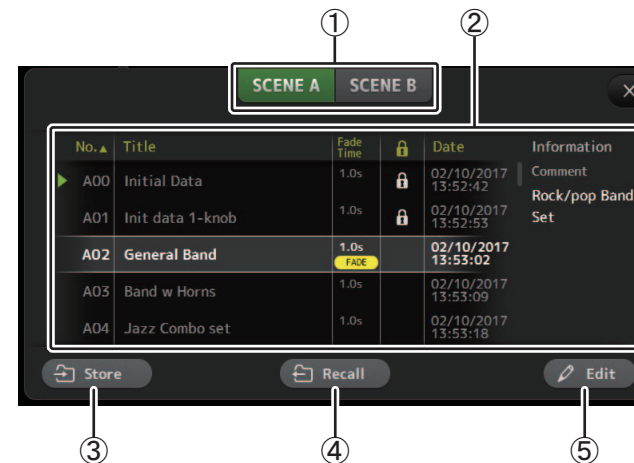 ① ②
SCENE A SCENE B ×
No.▲ Title Fade Time Date Information
A00 Initial Data 1.0s 02/10/2017 13:52:42 Comment
Rock/pop Band
A01 Init data 1-knob 1.0s 02/10/2017 13:52:53 Set
A02 General Band 1.0s FADE 02/10/2017 13:53:02
A03 Band w Horns 1.0s 02/10/2017 13:53:09
A04 Jazz Combo set 1.0s 02/10/2017 13:53:18
Store Recall Edit
③ ④ ⑤